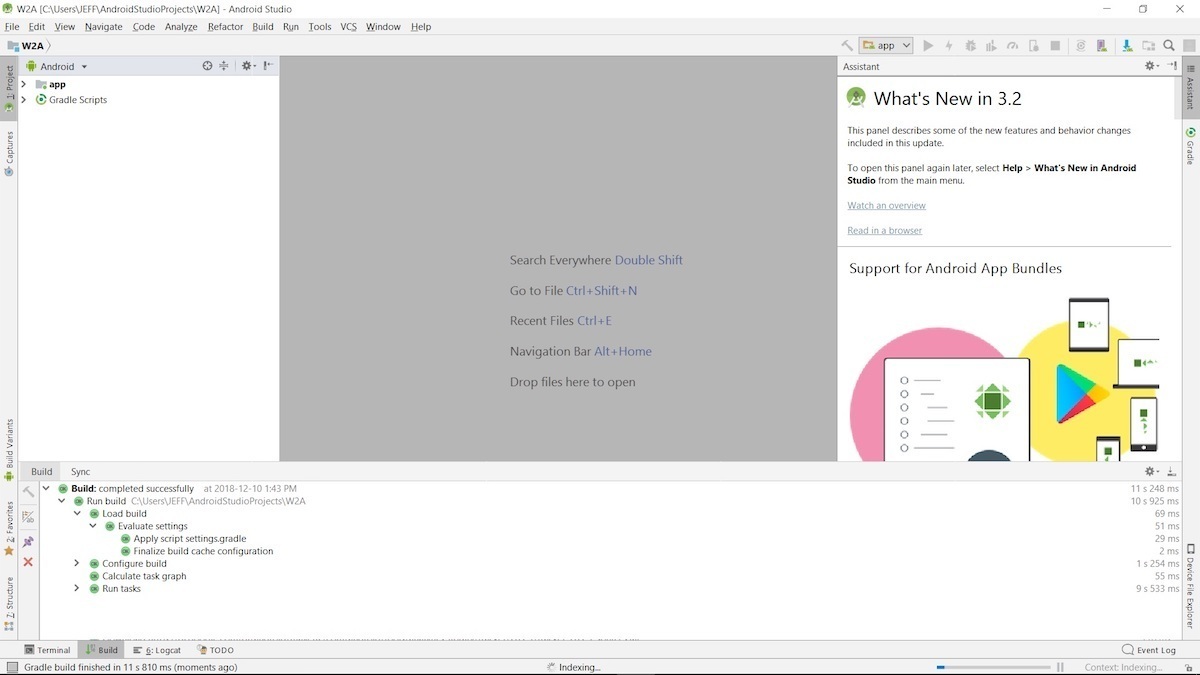 W2A [C:\Users\JEFF\AndroidStudioProjects\W2A] - Android Studio
File Edit View Navigate Code Analyze Refactor Build Run Tools VCS Window Help
W2A
app
Android
Assistant
1: Project
Captures
Build Variants
2: Favorites
7: Structure
app
Gradle Scripts
Search Everywhere Double Shift
Go to File Ctrl+Shift+N
Recent Files Ctrl+E
Navigation Bar Alt+Home
Drop files here to open
What's New in 3.2
This panel describes some of the new features and behavior changes
included in this update.
To open this panel again later, select Help > What's New in Android
Studio from the main menu.
Watch an overview
Read in a browser
Support for Android App Bundles
Assistant
Gradle
Device File Explorer
Build Sync
Build: completed successfully at 2018-12-10 1:43 PM 11 s 248 ms
Run build C:\Users\JEFF\AndroidStudioProjects\W2A 10 s 925 ms
Load build 69 ms
Evaluate settings 51 ms
Apply script settings.gradle 29 ms
Finalize build cache configuration 2 ms
Configure build 1 s 254 ms
Calculate task graph 55 ms
Run tasks 9 s 533 ms
Terminal Build 6: Logcat TODO Event Log
Gradle build finished in 11 s 810 ms (moments ago) Indexing... Context: Indexing...